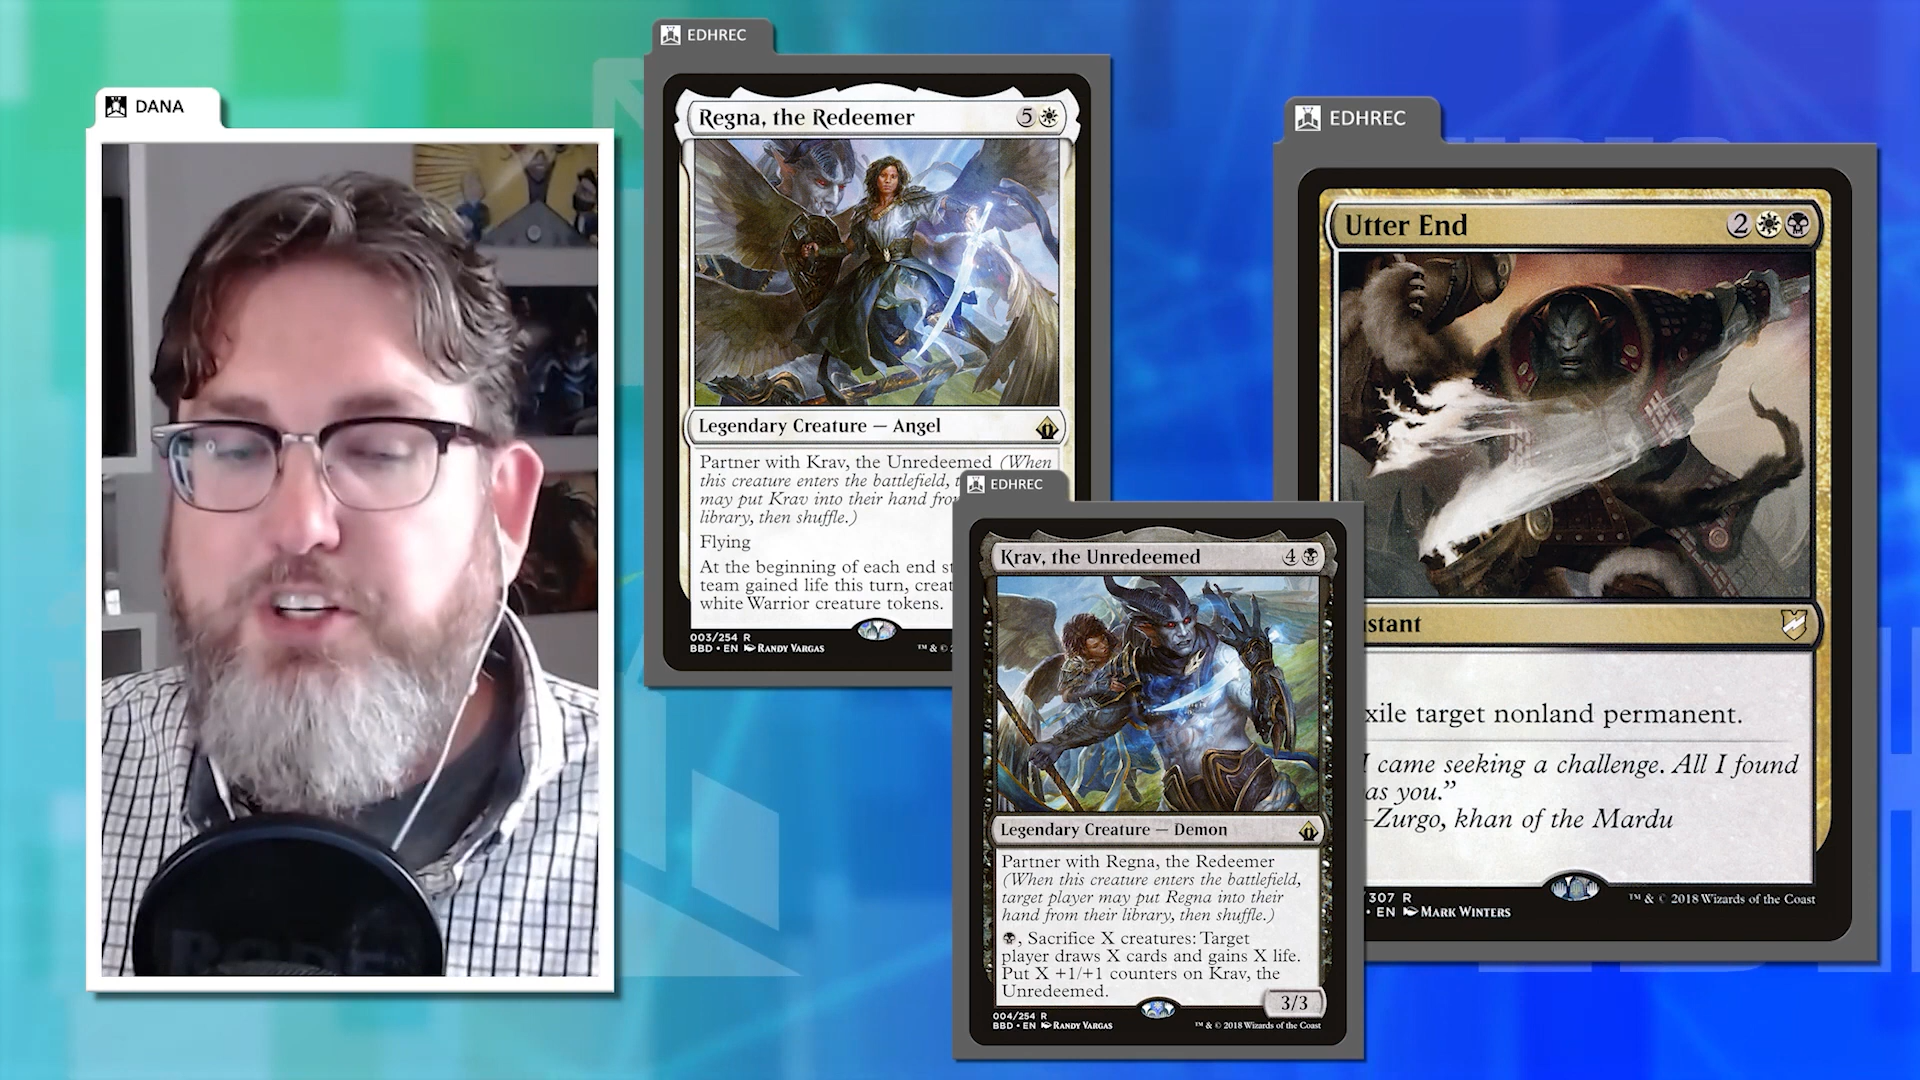 DANA
EDHREC
Regna, the Redeemer 5
Legendary Creature — Angel
Partner with Krav, the Unredeemed (When
this creature enters the battlefield,
may put Krav into their hand
library, then shuffle.)
Flying
At the beginning of each end
team gained life this turn,
white Warrior creature tokens.
003/254 R
BBD • EN RANDY VARGAS
™ & ©
EDHREC
Krav, the Unredeemed 4
Legendary Creature — Demon
Partner with Regna, the Redeemer
(When this creature enters the battlefield,
target player may put Regna into their
hand from their library, then shuffle.)
, Sacrifice X creatures: Target
player draws X cards and gains X life.
Put X +1/+1 counters on Krav, the
Unredeemed.
3/3
004/254 R
BBD • EN RANDY VARGAS
™ & © 2018 Wizards of the Coast
EDHREC
Utter End 2
stant
xile target nonland permanent.
I came seeking a challenge. All I found
as you.”
–Zurgo, khan of the Mardu
307 R
• EN MARK WINTERS
™ & © 2018 Wizards of the Coast